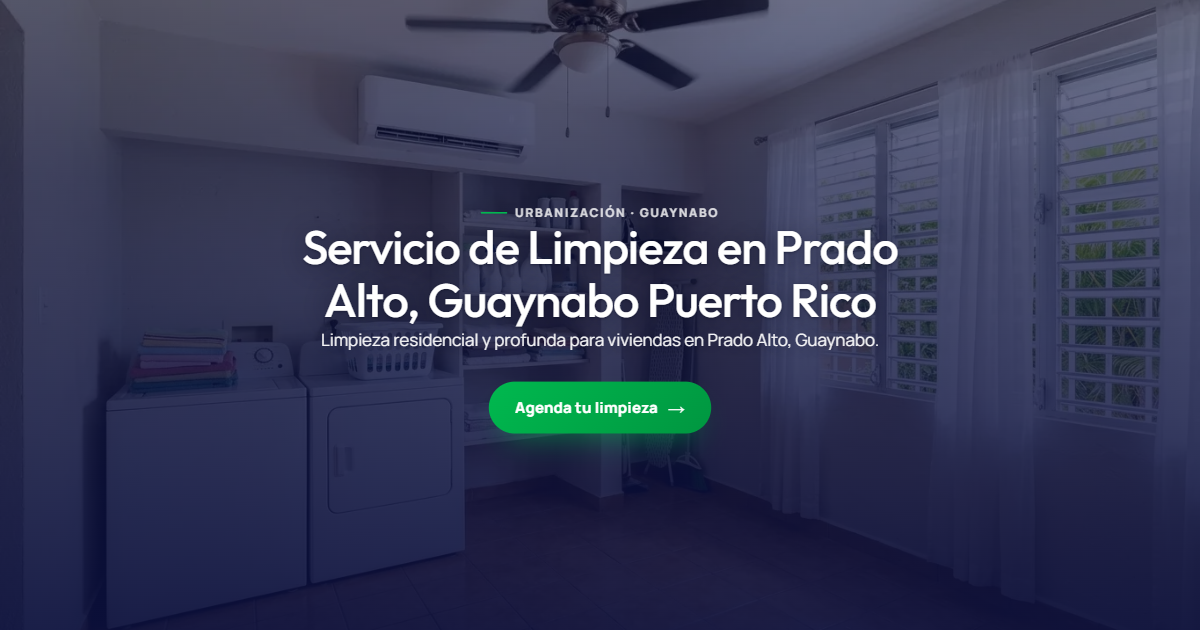 URBANIZACIÓN · GUAYNABO
Servicio de Limpieza en Prado
Alto, Guaynabo Puerto Rico
Limpieza residencial y profunda para viviendas en Prado Alto, Guaynabo.
Agenda tu limpieza →